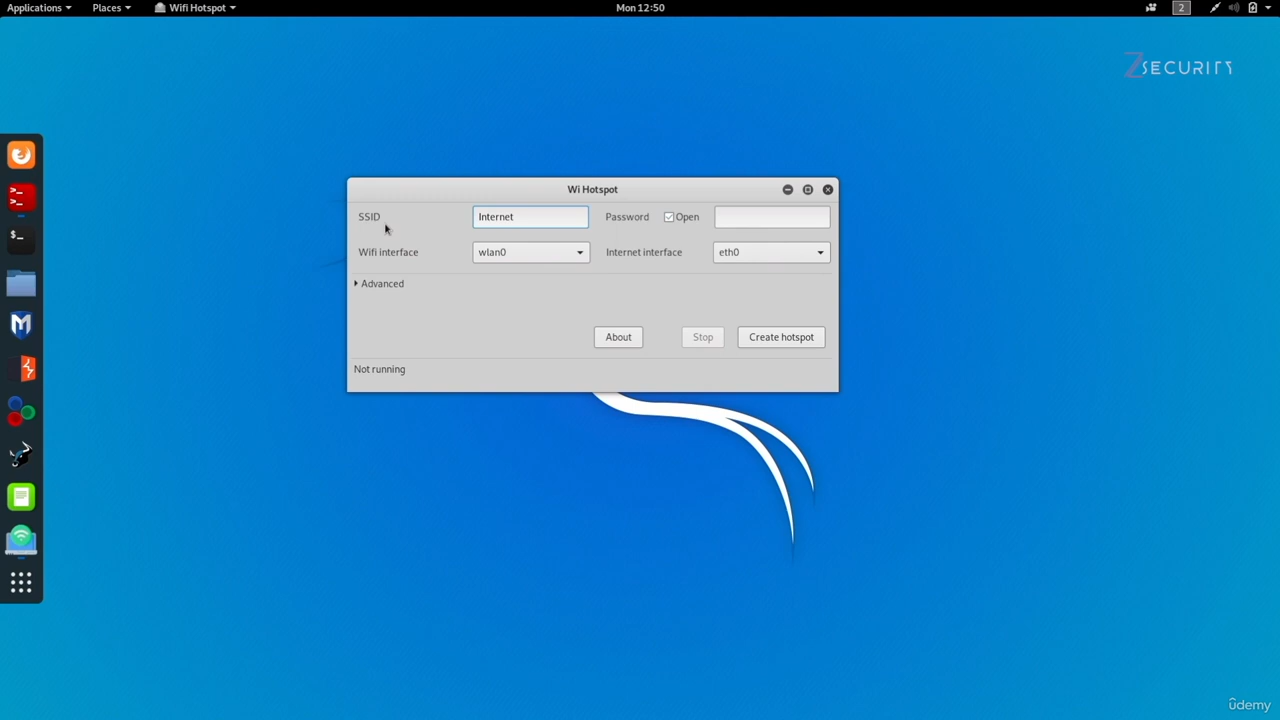 Applications Places Wifi Hotspot Mon 12:50 2
ZSECURITY
Wi Hotspot
SSID Internet Password Open
Wifi interface wlan0 Internet interface eth0
Advanced
About Stop Create hotspot
Not running
ûdemy